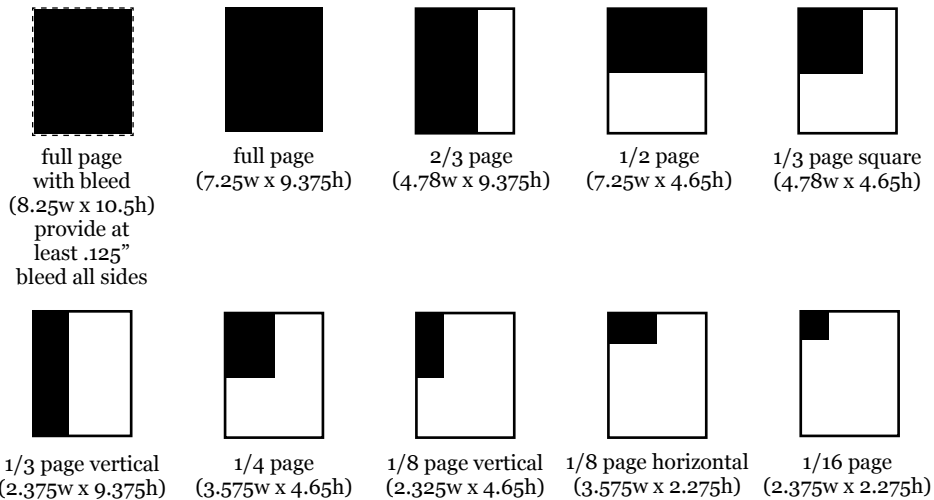 full page
with bleed
(8.25w x 10.5h)
provide at
least .125”
bleed all sides
full page
(7.25w x 9.375h)
2/3 page
(4.78w x 9.375h)
1/2 page
(7.25w x 4.65h)
1/3 page square
(4.78w x 4.65h)
1/3 page vertical
(2.375w x 9.375h)
1/4 page
(3.575w x 4.65h)
1/8 page vertical
(2.325w x 4.65h)
1/8 page horizontal
(3.575w x 2.275h)
1/16 page
(2.375w x 2.275h)